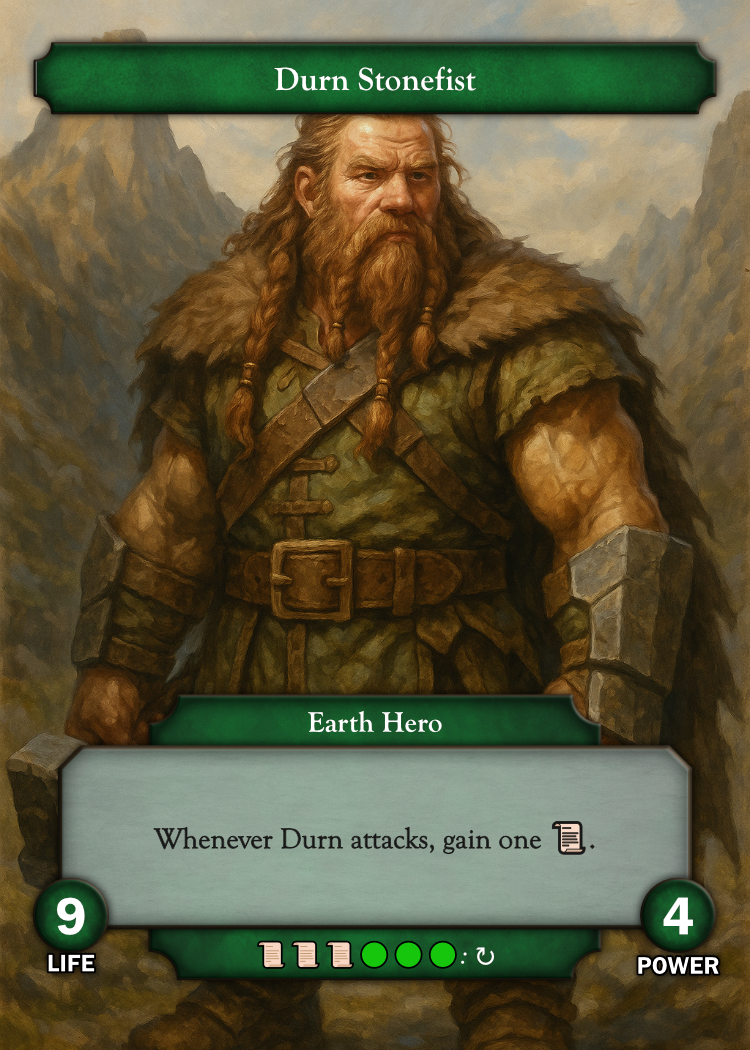 Durn Stonefist
Earth Hero
Whenever Durn attacks, gain one .
9
LIFE
4
POWER
: ↻